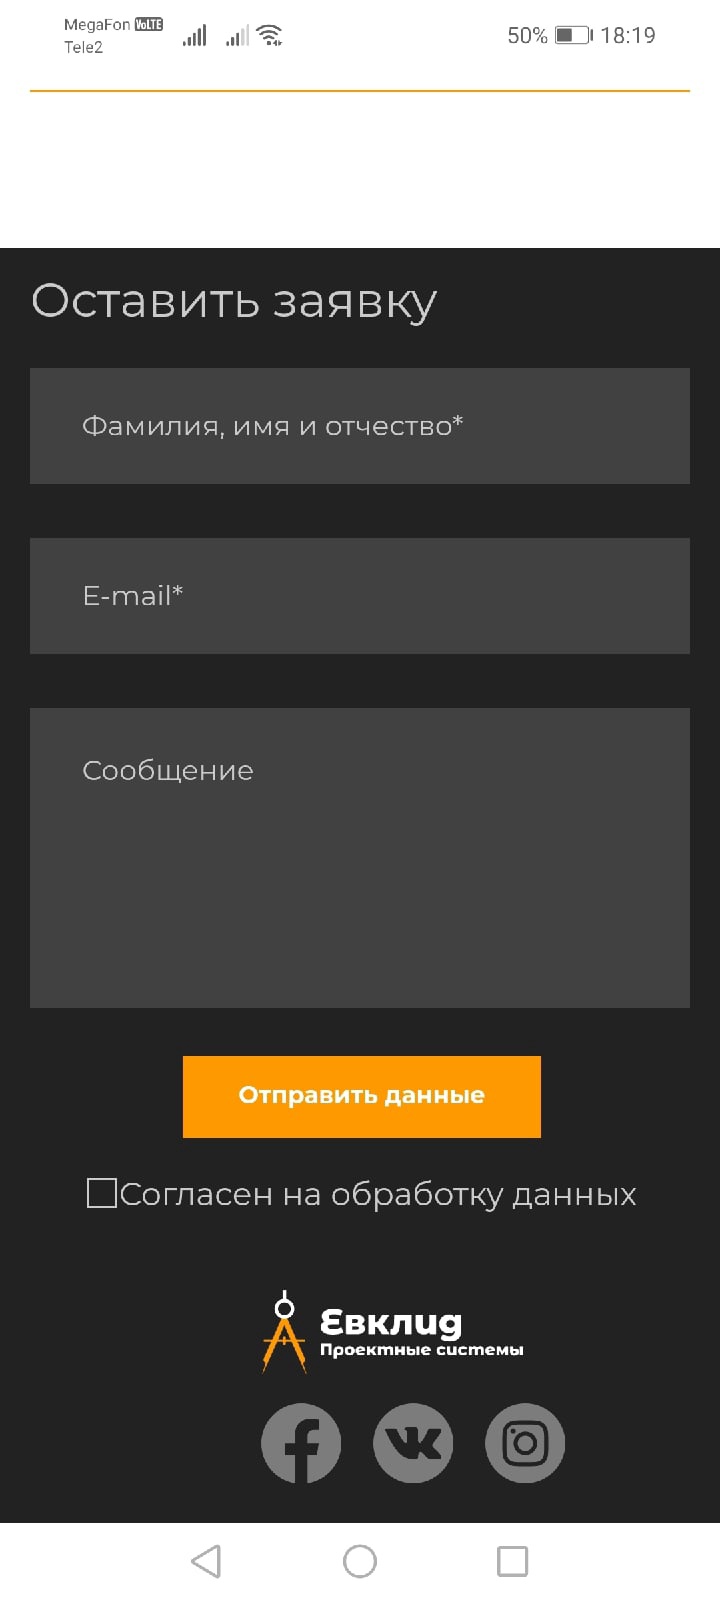 MegaFon VoLTE
Tele2
50% 18:19
Оставить заявку
Фамилия, имя и отчество*
E-mail*
Сообщение
Отправить данные
Согласен на обработку данных
Евклид
Проектные системы